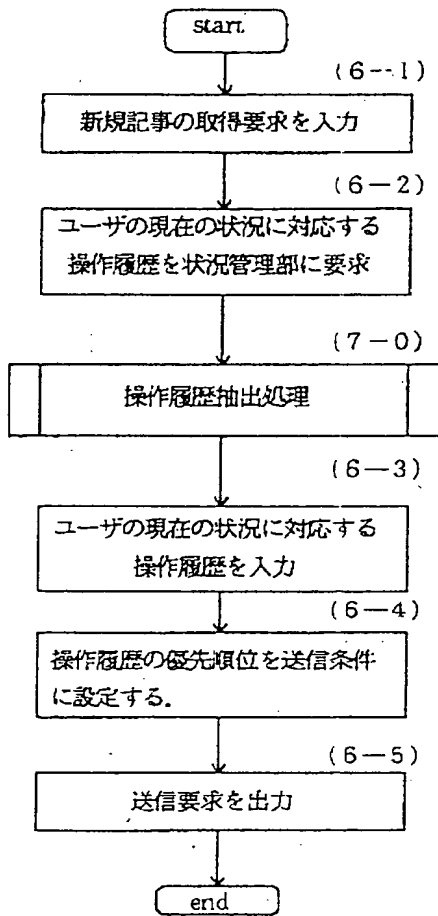 start
(6-1)
新規記事の取得要求を入力
(6-2)
ユーザの現在の状況に対応する
操作履歴を状況管理部に要求
(7-0)
操作履歴抽出処理
(6-3)
ユーザの現在の状況に対応する
操作履歴を入力
(6-4)
操作履歴の優先順位を送信条件
に設定する.
(6-5)
送信要求を出力
end